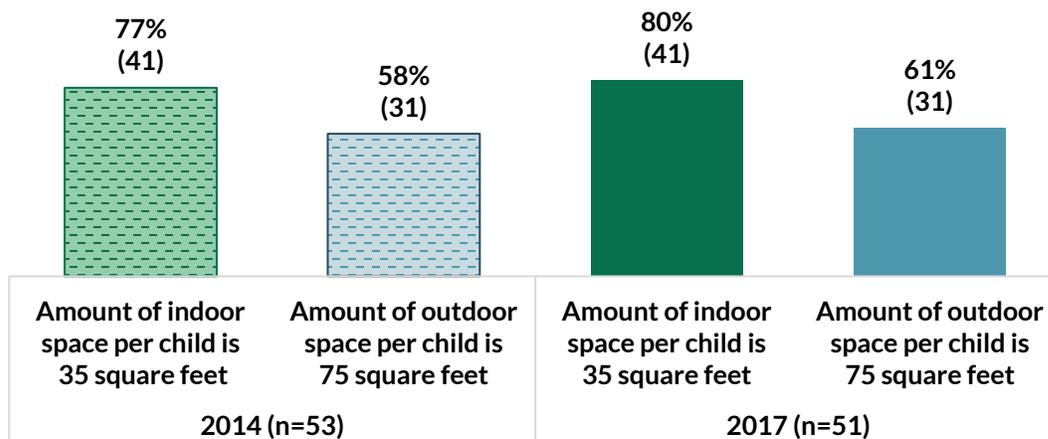 77%
(41)
58%
(31)
80%
(41)
61%
(31)
Amount of indoor
space per child is
35 square feet
Amount of outdoor
space per child is
75 square feet
Amount of indoor
space per child is
35 square feet
Amount of outdoor
space per child is
75 square feet
2014 (n=53)
2017 (n=51)